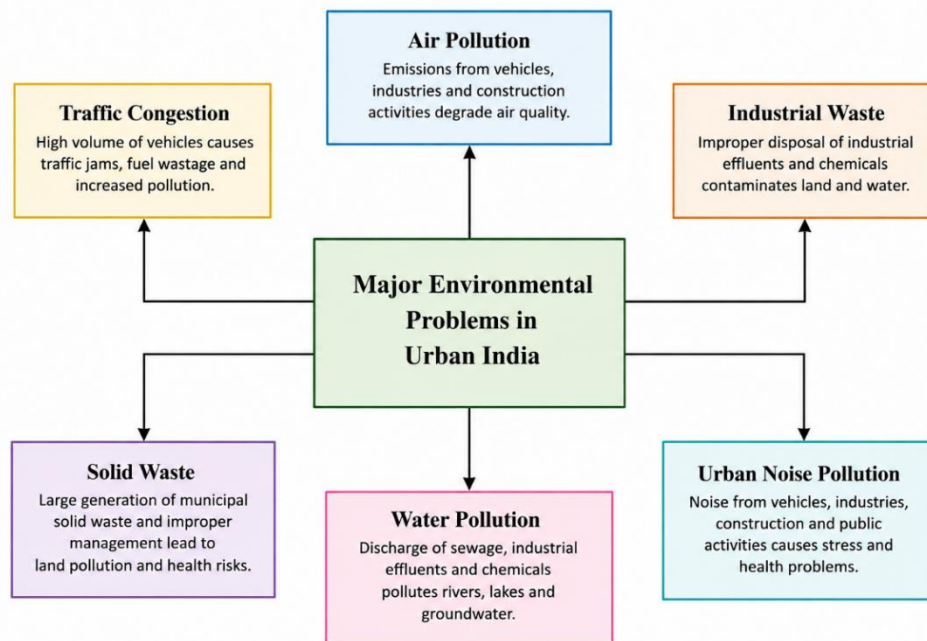 Air Pollution
Emissions from vehicles,
industries and construction
activities degrade air quality.
Traffic Congestion
High volume of vehicles causes
traffic jams, fuel wastage and
increased pollution.
Industrial Waste
Improper disposal of industrial
effluents and chemicals
contaminates land and water.
Major Environmental
Problems in
Urban India
Solid Waste
Large generation of municipal
solid waste and improper
management lead to
land pollution and health risks.
Water Pollution
Discharge of sewage, industrial
effluents and chemicals
pollutes rivers, lakes and
groundwater.
Urban Noise Pollution
Noise from vehicles, industries,
construction and public
activities causes stress and
health problems.